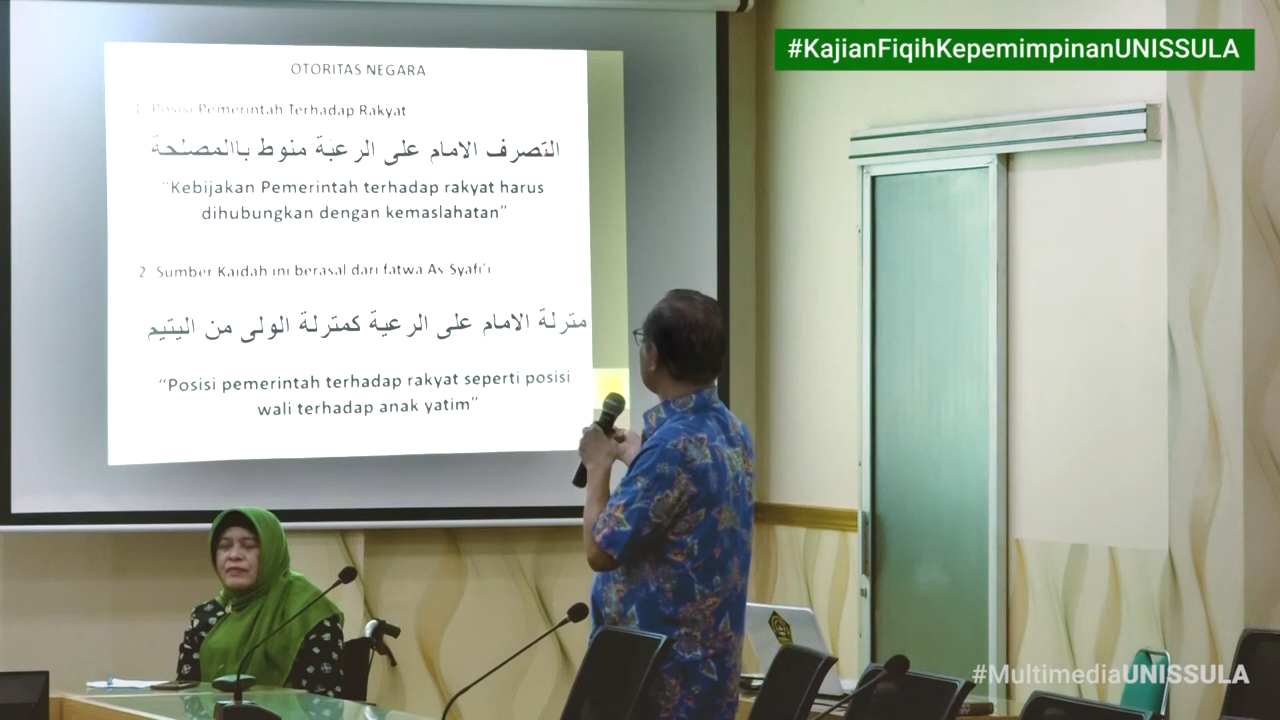 #KajianFiqihKepemimpinanUNISSULA
OTORITAS NEGARA
1. Posisi Pemerintah Terhadap Rakyat
التصرف الامام على الرعية منوط باالمصلحة
“Kebijakan Pemerintah terhadap rakyat harus
dihubungkan dengan kemaslahatan”
2. Sumber Kaidah ini berasal dari fatwa As-Syafi’i
منزلة الامام على الرعية كمنزلة الولى من اليتيم
“Posisi pemerintah terhadap rakyat seperti posisi
wali terhadap anak yatim”
#MultimediaUNISSULA